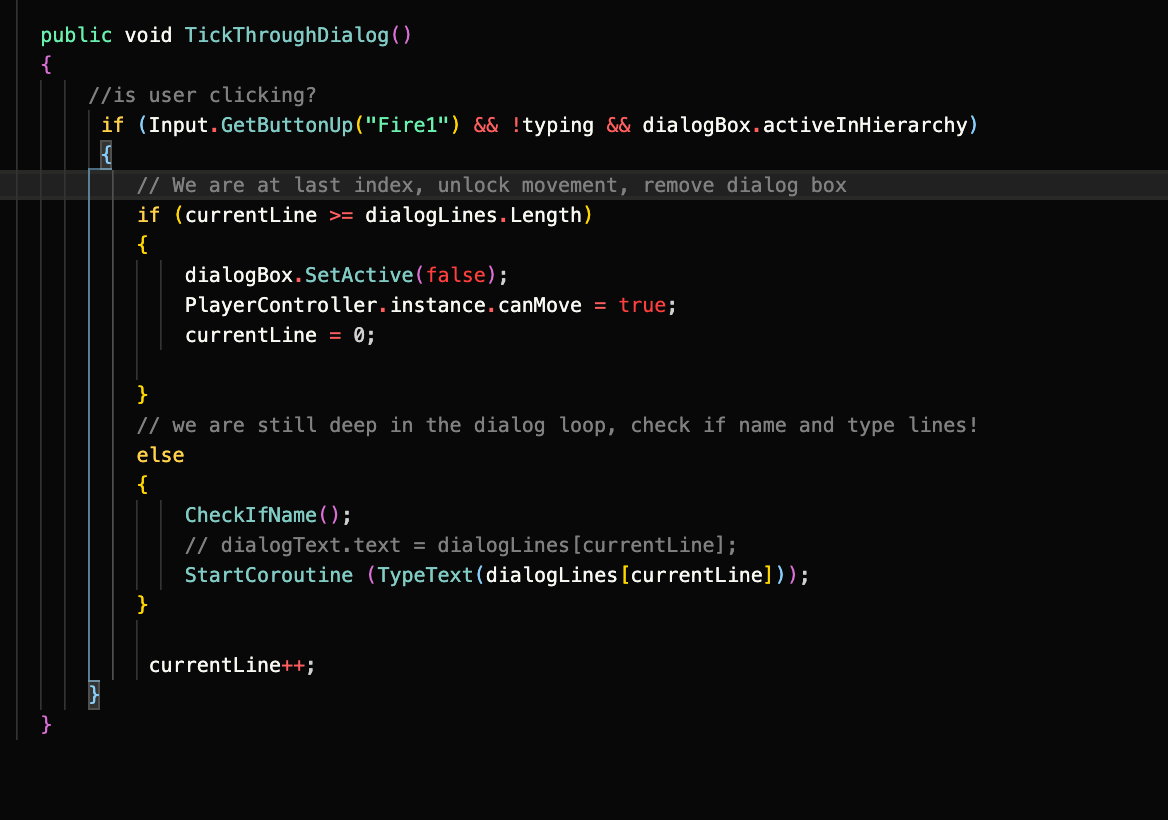 public void TickThroughDialog()
{
//is user clicking?
if (Input.GetButtonUp("Fire1") && !typing && dialogBox.activeInHierarchy)
{
// We are at last index, unlock movement, remove dialog box
if (currentLine >= dialogLines.Length)
{
dialogBox.SetActive(false);
PlayerController.instance.canMove = true;
currentLine = 0;
}
// we are still deep in the dialog loop, check if name and type lines!
else
{
CheckIfName();
// dialogText.text = dialogLines[currentLine];
StartCoroutine (TypeText(dialogLines[currentLine]));
}
currentLine++;
}
}